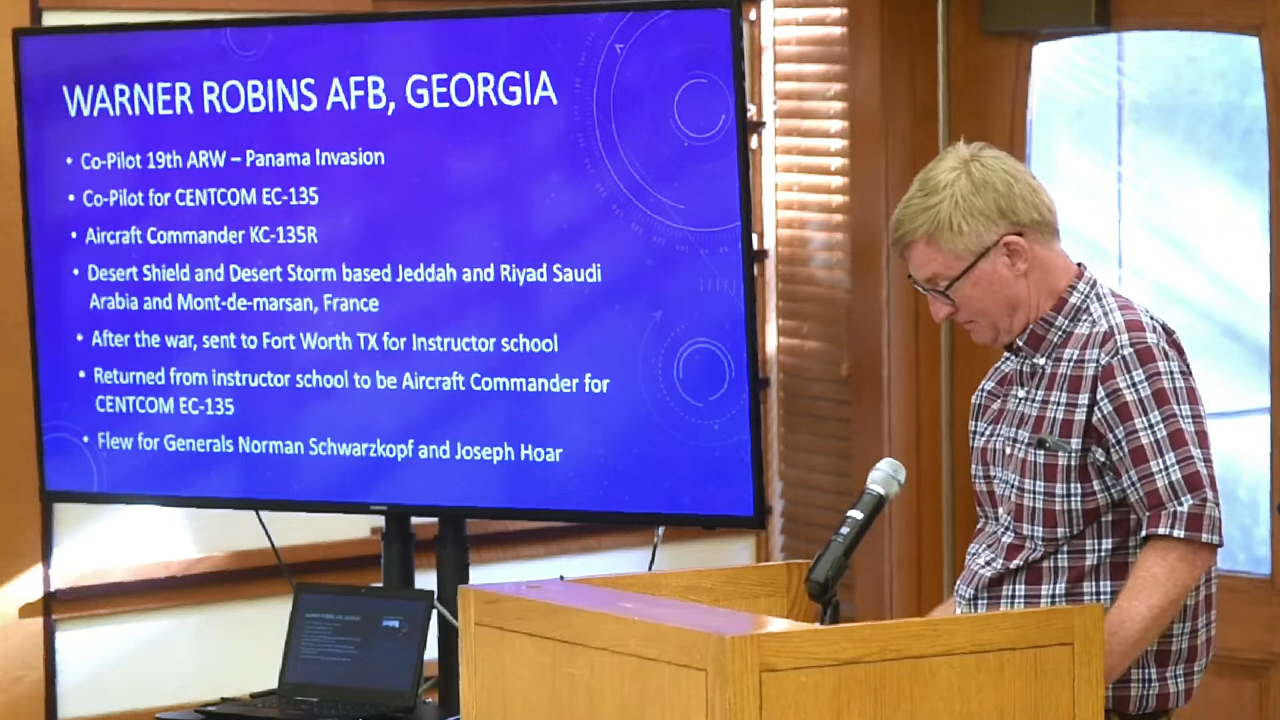 WARNER ROBINS AFB, GEORGIA
• Co-Pilot 19th ARW – Panama Invasion
• Co-Pilot for CENTCOM EC-135
• Aircraft Commander KC-135R
• Desert Shield and Desert Storm based Jeddah and Riyad Saudi
Arabia and Mont-de-marsan, France
• After the war, sent to Fort Worth TX for Instructor school
• Returned from instructor school to be Aircraft Commander for
CENTCOM EC-135
• Flew for Generals Norman Schwarzkopf and Joseph Hoar